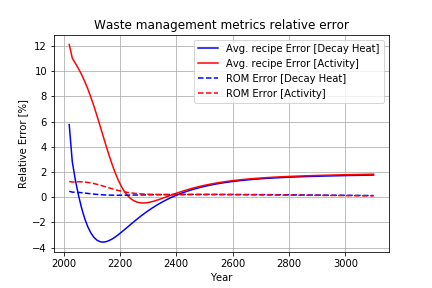 Waste management metrics relative error
Avg. recipe Error [Decay Heat]
Avg. recipe Error [Activity]
ROM Error [Decay Heat]
ROM Error [Activity]
Relative Error [%]
12
10
8
6
4
2
0
−2
−4
2000
2200
2400
2600
2800
3000
Year